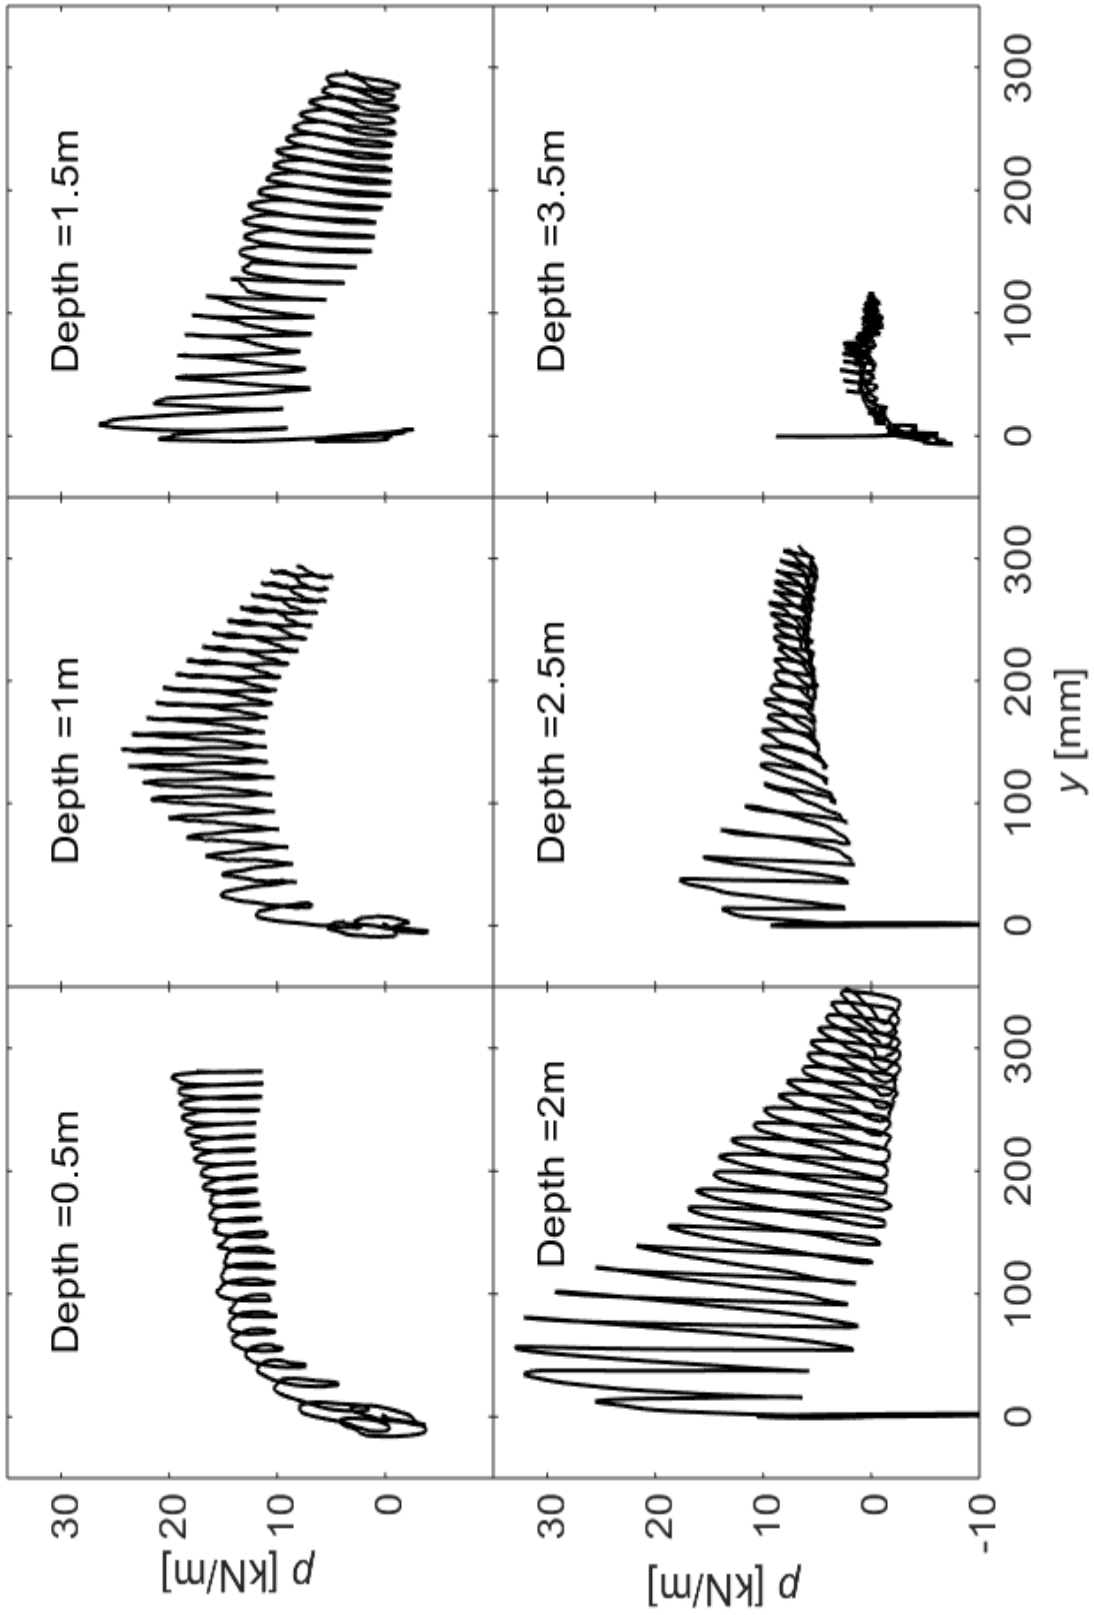 Depth =0.5m
Depth =1m
Depth =1.5m
30
20
10
0
p [kN/m]
Depth =2m
Depth =2.5m
Depth =3.5m
30
20
10
0
-10
p [kN/m]
0 100 200 300 0 100 200 300 0 100 200 300
y [mm]